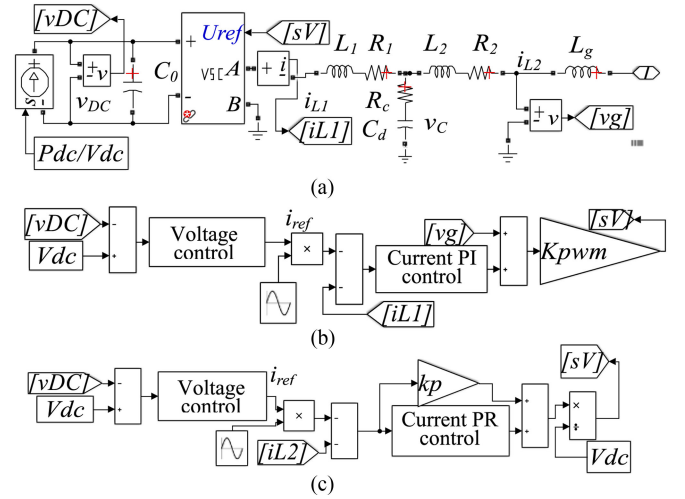 [vDC]
Uref
[sV]
L1 R1 L2 R2 Lg
+
-
v
C0
vDC
VSC
A
B
+
-
i
iL1
iL2
Rc
Cd
vC
+
-
v
[vg]
[iL1]
s
Pdc/Vdc
(a)
[vDC]
Vdc
Voltage
control
iref
×
[vg]
Current PI
control
Kpwm
[sV]
[iL1]
(b)
[vDC]
Vdc
Voltage
control
iref
×
[iL2]
kp
Current PR
control
×
÷
[sV]
Vdc
(c)